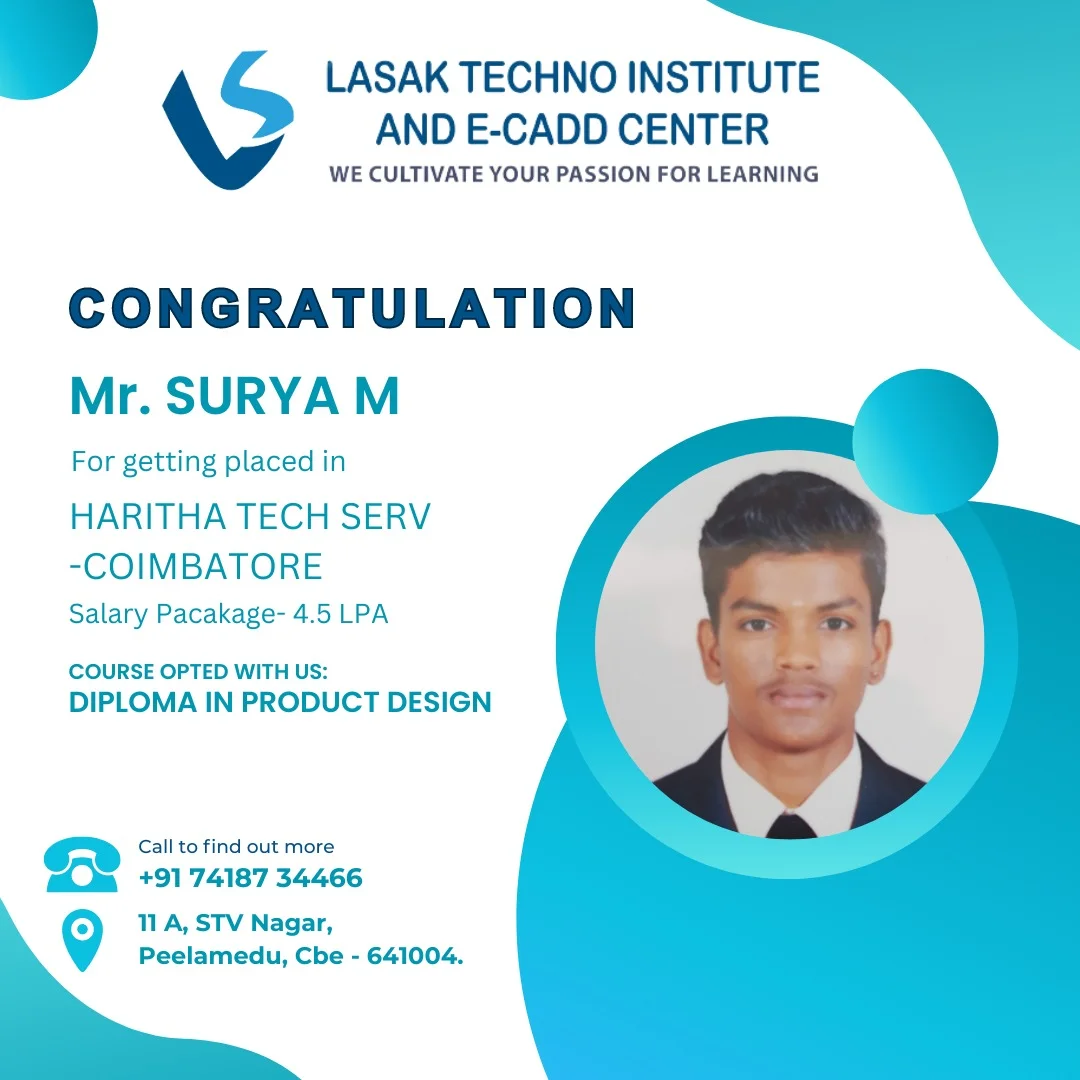 LASAK TECHNO INSTITUTE
AND E-CADD CENTER
WE CULTIVATE YOUR PASSION FOR LEARNING
CONGRATULATION
Mr. SURYA M
For getting placed in
HARITHA TECH SERV
-COIMBATORE
Salary Pacakage- 4.5 LPA
COURSE OPTED WITH US:
DIPLOMA IN PRODUCT DESIGN
Call to find out more
+91 74187 34466
11 A, STV Nagar,
Peelamedu, Cbe - 641004.